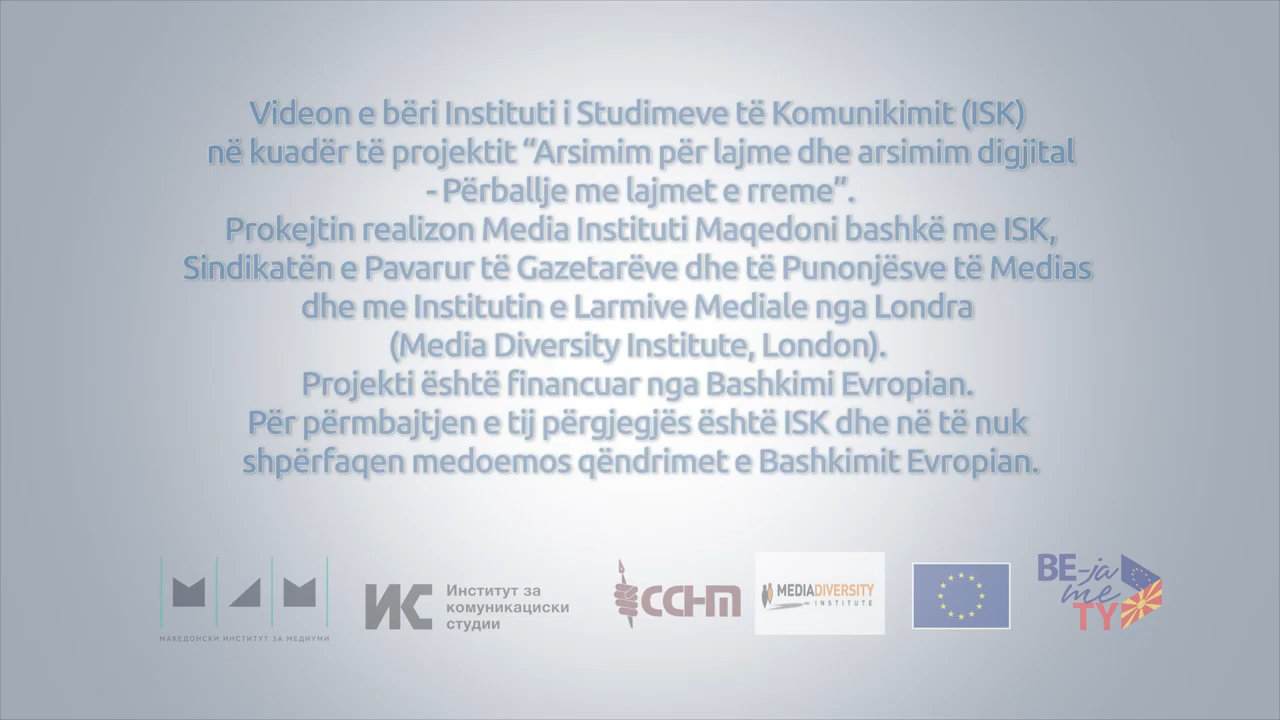 Videon e bëri Instituti i Studimeve të Komunikimit (ISK)
në kuadër të projektit “Arsimim për lajme dhe arsimim digjital
- Përballje me lajmet e rreme”.
Prokejtin realizon Media Instituti Maqedoni bashkë me ISK,
Sindikatën e Pavarur të Gazetarëve dhe të Punonjësve të Medias
dhe me Institutin e Larmive Mediale nga Londra
(Media Diversity Institute, London).
Projekti është financuar nga Bashkimi Evropian.
Për përmbajtjen e tij përgjegjës është ISK dhe në të nuk
shpërfaqen medoemos qëndrimet e Bashkimit Evropian.
МАКЕДОНСКИ ИНСТИТУТ ЗА МЕДИУМИ
ИС
Институт за
комуникациски
студии
ССНМ
MEDIADIVERSITY
INSTITUTE
BE-ja
me
TY